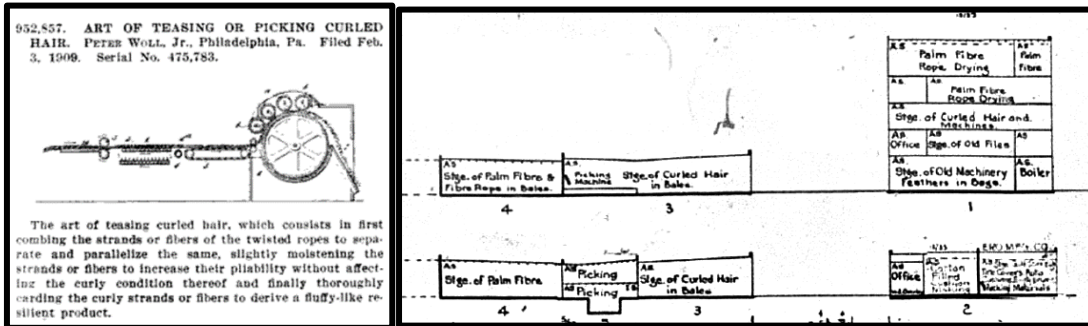 952,857. ART OF TEASING OR PICKING CURLED
HAIR. PETER WOLL, Jr., Philadelphia, Pa. Filed Feb.
3, 1909. Serial No. 475,783.
The art of teasing curled hair, which consists in first
combing the strands or fibers of the twisted ropes to sepa-
rate and parallelize the same, slightly moistening the
strands or fibers to increase their pliability without affect-
ing the curly condition thereof and finally thoroughly
carding the curly strands or fibers to derive a fluffy-like re-
silient product.
A.S. A.S.
Palm Fibre Palm
Rope Drying Fibre
A.S. A.S.
Palm Fibre
Rope Drying
A.S.
Stge. of Curled Hair and
Machines.
A.S. A.S. A.S.
Office Stge. of Old Files
A.S. A.S.
Stge. of Old Machinery Boiler
Feathers in Bags.
1
A.S. A.S.
Stge. of Palm Fibre & Picking Stge. of Curled Hair
Fibre Rope in Bales. Machine in Bales.
4 3
A.S. A.S. A.S.
Stge. of Palm Fibre Picking Stge. of Curled Hair
Picking in Bales
4 3
A.S.
Office
Cotton
Filled
Cushion
2